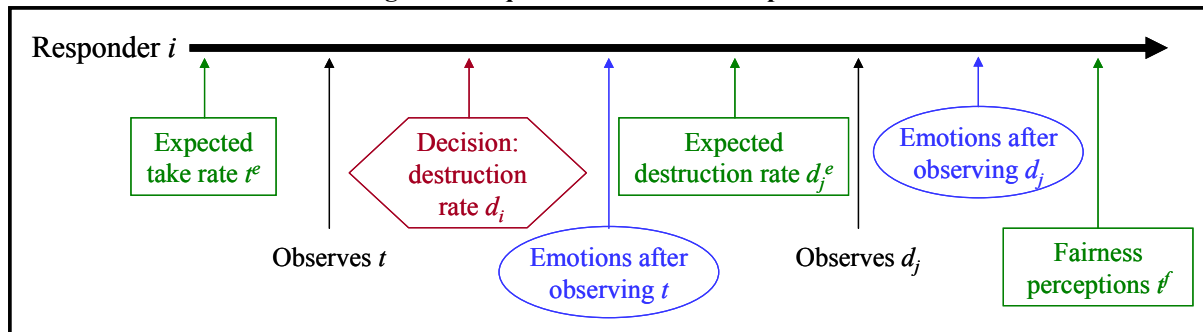 Responder i
Expected
take rate t^e
Observes t
Decision:
destruction
rate d_i
Emotions after
observing t
Expected
destruction rate d_j^e
Observes d_j
Emotions after
observing d_j
Fairness
perceptions t^f